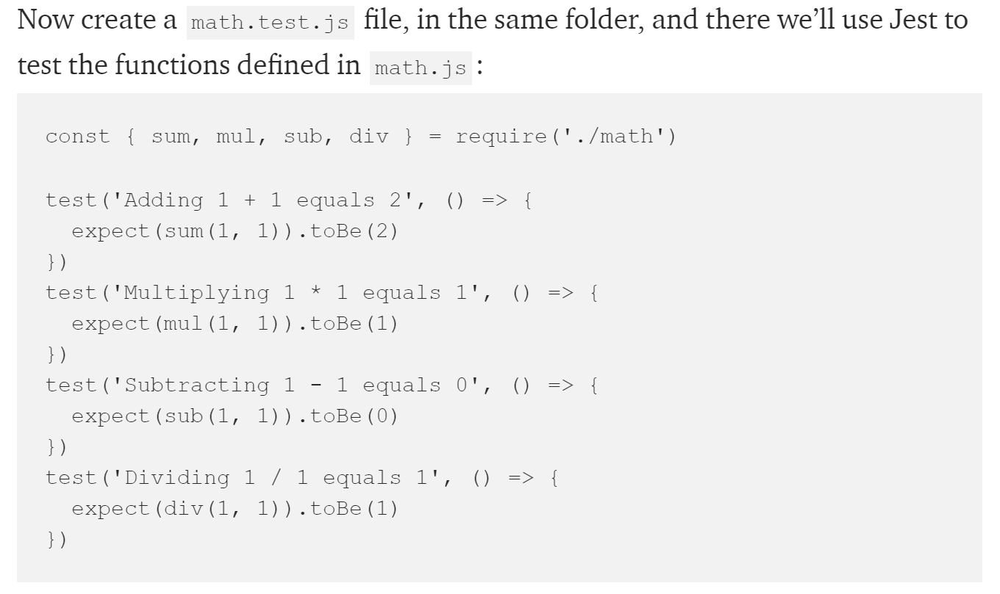 Now create a math.test.js file, in the same folder, and there we’ll use Jest to
test the functions defined in math.js :
const { sum, mul, sub, div } = require('./math')
test('Adding 1 + 1 equals 2', () => {
  expect(sum(1, 1)).toBe(2)
})
test('Multiplying 1 * 1 equals 1', () => {
  expect(mul(1, 1)).toBe(1)
})
test('Subtracting 1 - 1 equals 0', () => {
  expect(sub(1, 1)).toBe(0)
})
test('Dividing 1 / 1 equals 1', () => {
  expect(div(1, 1)).toBe(1)
})